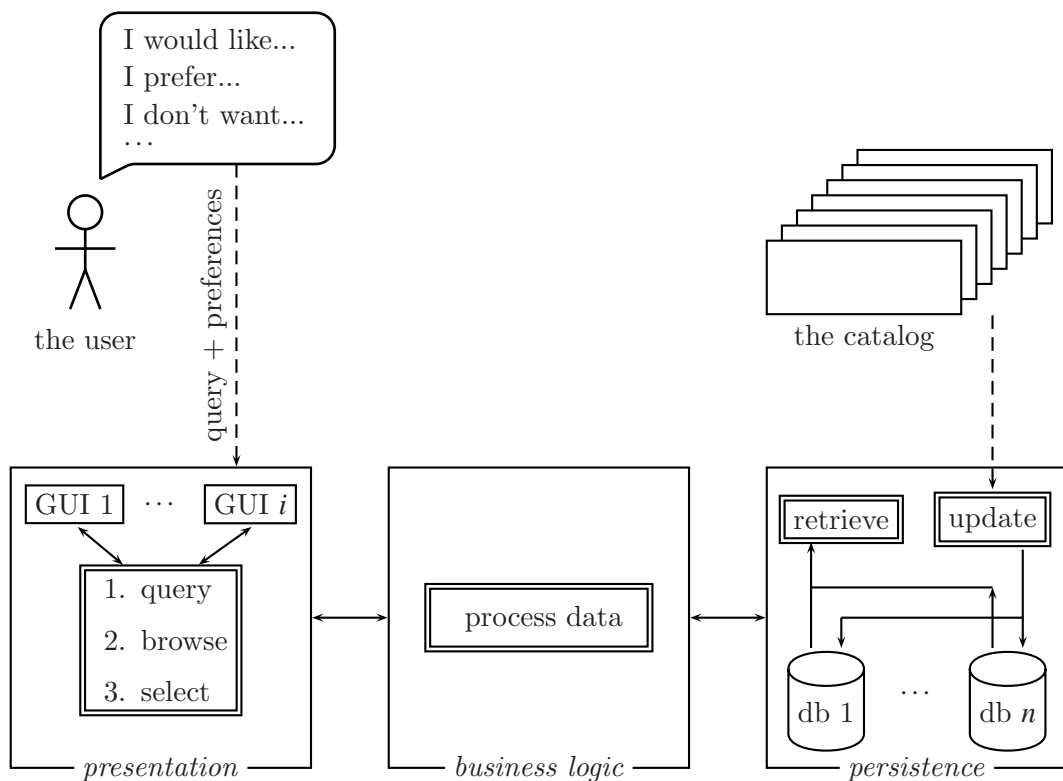 I would like...
I prefer...
I don't want...
...
the user
query + preferences
the catalog
GUI 1 ... GUI i
1. query
2. browse
3. select
presentation
process data
business logic
retrieve
update
db 1 ... db n
persistence